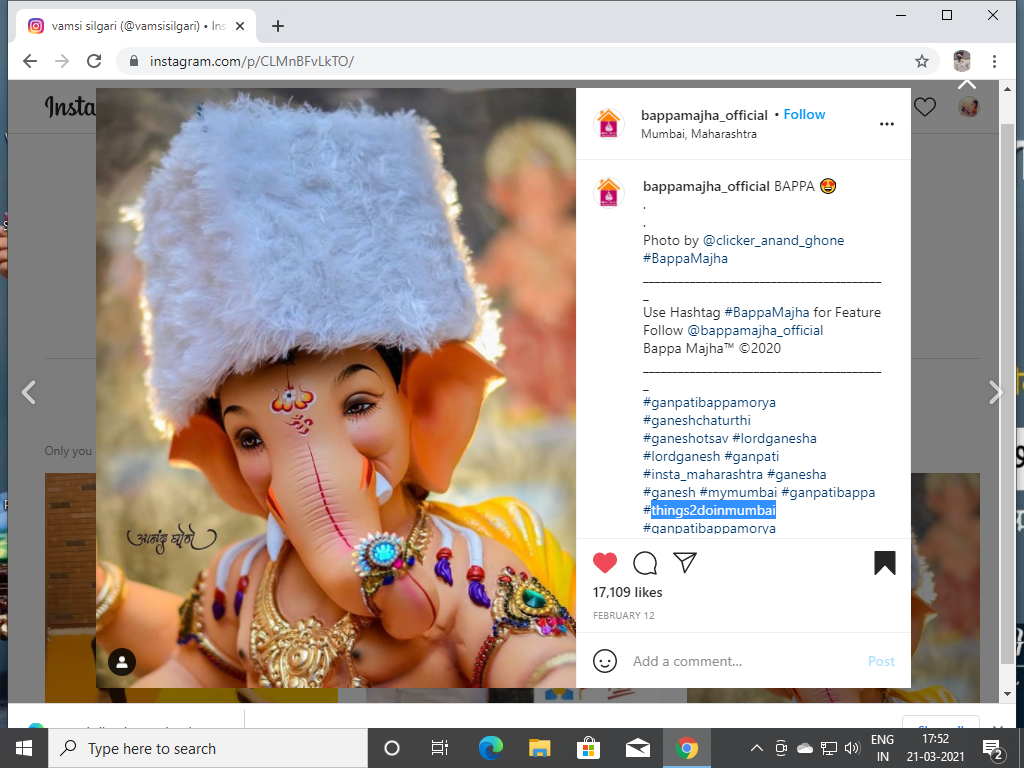 vamsi silgari (@vamsisilgari) • Ins
instagram.com/p/CLMnBFvLkTO/
Insta
bappamajha_official • Follow
Mumbai, Maharashtra
bappamajha_official BAPPA 😍
.
.
Photo by @clicker_anand_ghone
#BappaMajha
_________________________________________
_
Use Hashtag #BappaMajha for Feature
Follow @bappamajha_official
Bappa Majha™ ©2020
_________________________________________
_
#ganpatibappamorya
#ganeshchaturthi
#ganeshotsav #lordganesha
#lordganesh #ganpati
#insta_maharashtra #ganesha
#ganesh #mymumbai #ganpatibappa
#things2doinmumbai
#ganpatibappamorya
17,109 likes
FEBRUARY 12
Add a comment... Post
Only you
आनंद घोणे
ॐ
Type here to search
ENG
IN
17:52
21-03-2021
2